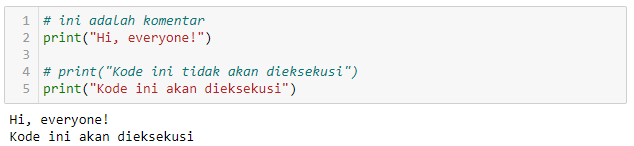 1 # ini adalah komentar
2 print("Hi, everyone!")
3
4 # print("Kode ini tidak akan dieksekusi")
5 print("Kode ini akan dieksekusi")
Hi, everyone!
Kode ini akan dieksekusi